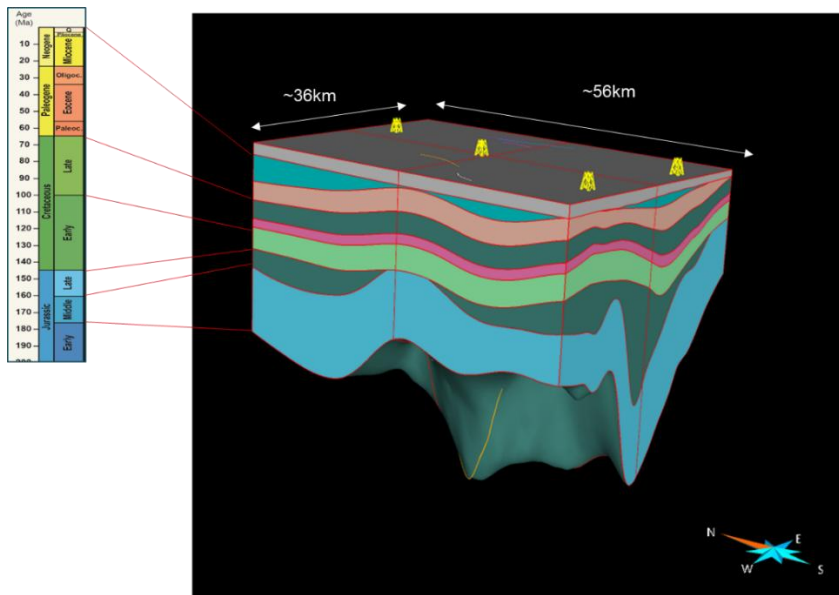 Age
(Ma)
10
20
30
40
50
60
70
80
90
100
110
120
130
140
150
160
170
180
190
Neogene
Paleogene
Cretaceous
Jurassic
Miocene
Oligoc.
Eocene
Paleoc.
Late
Early
Late
Middle
Early
~36km
~56km
N
E
W
S